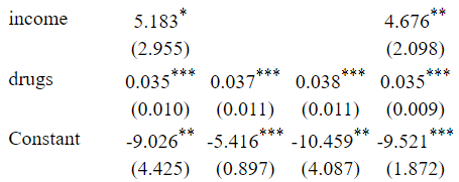 income 5.183* 4.676**
(2.955) (2.098)
drugs 0.035*** 0.037*** 0.038*** 0.035***
(0.010) (0.011) (0.011) (0.009)
Constant -9.026** -5.416*** -10.459** -9.521***
(4.425) (0.897) (4.087) (1.872)